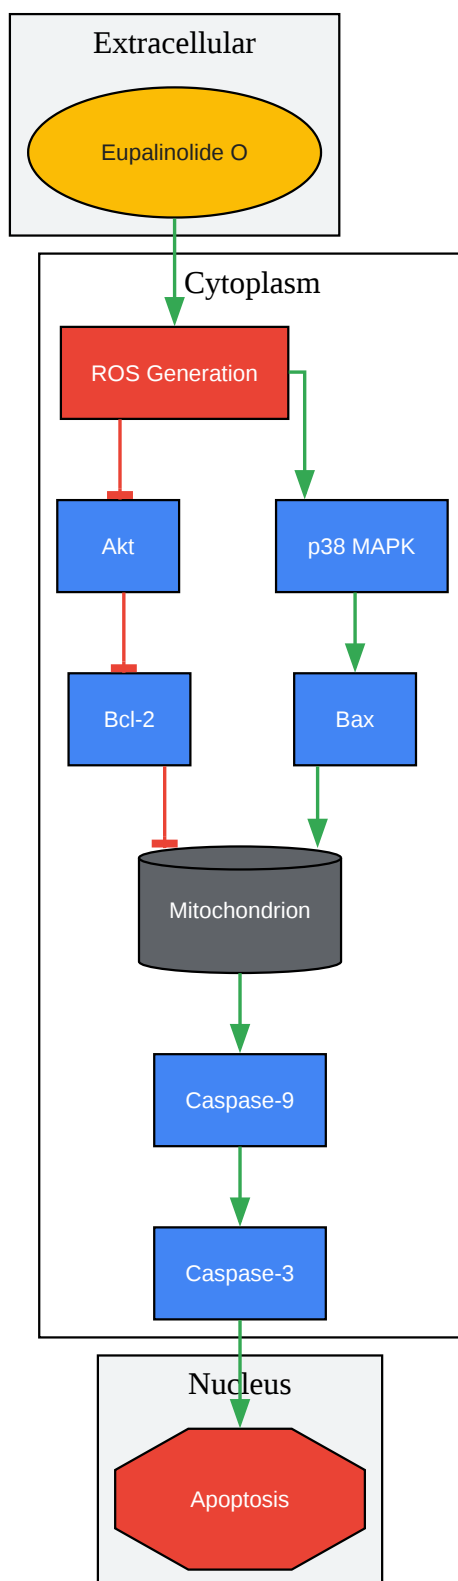 Extracellular
Eupalinolide O
Cytoplasm
ROS Generation
Akt
p38 MAPK
Bcl-2
Bax
Mitochondrion
Caspase-9
Caspase-3
Nucleus
Apoptosis